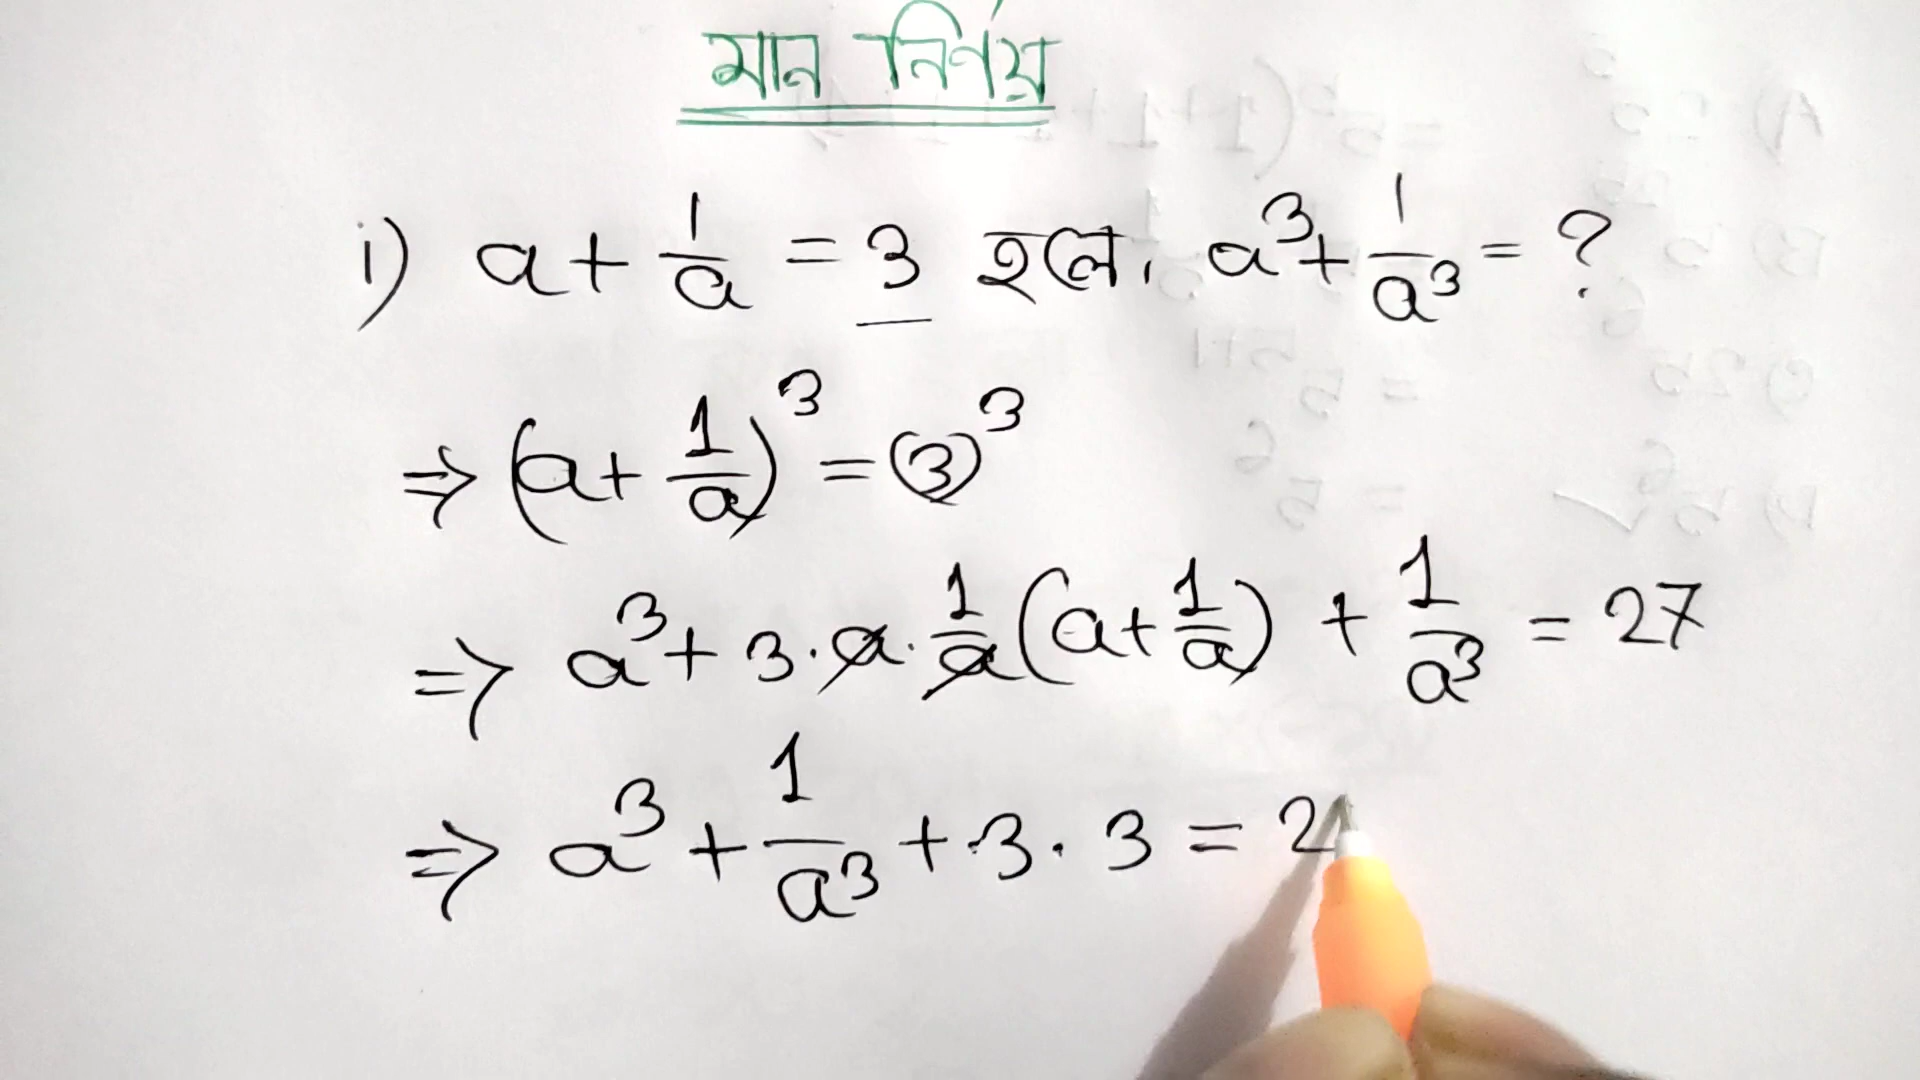 মান নির্ণয়
i) a + 1/a = 3 হলে, a³ + 1/a³ = ?
⇒ (a + 1/a)³ = (3)³
⇒ a³ + 3 · a · 1/a (a + 1/a) + 1/a³ = 27
⇒ a³ + 1/a³ + 3 · 3 = 2